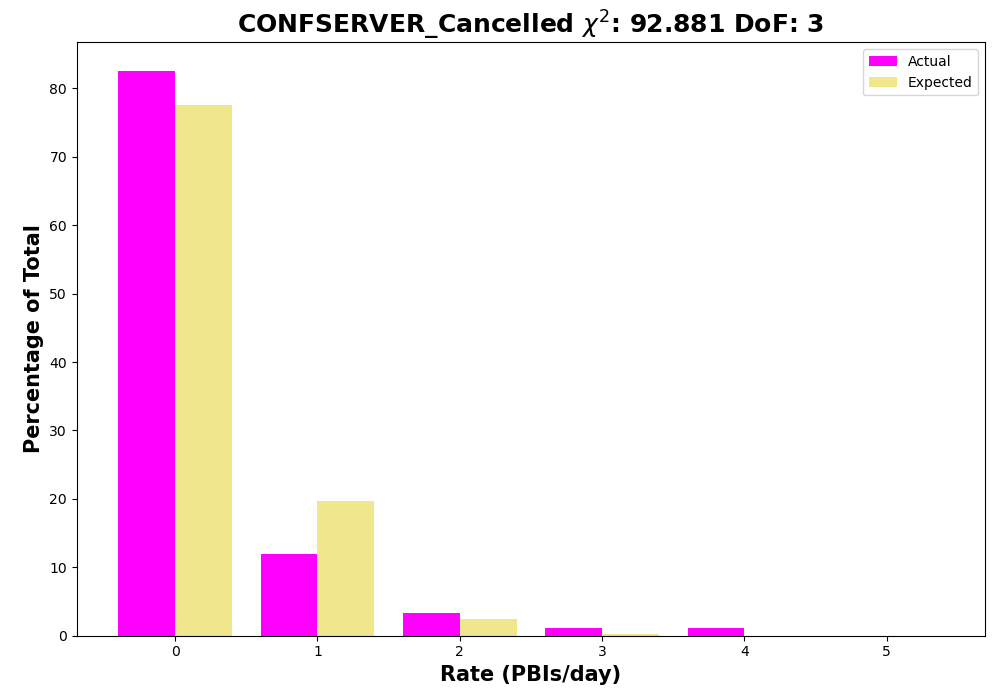 CONFSERVER_Cancelled χ²: 92.881 DoF: 3
Actual
Expected
Percentage of Total
80
70
60
50
40
30
20
10
0
0 1 2 3 4 5
Rate (PBIs/day)